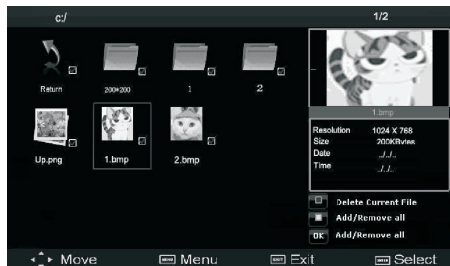 c:/
1/2
Return
200*200
1
2
Up.png
1.bmp
2.bmp
1.bmp
Resolution 1024 X 768
Size 200KBytes
Date ../../..
Time ../../..
Delete Current File
Add/Remove all
OK Add/Remove all
Move
Menu
Exit
Select